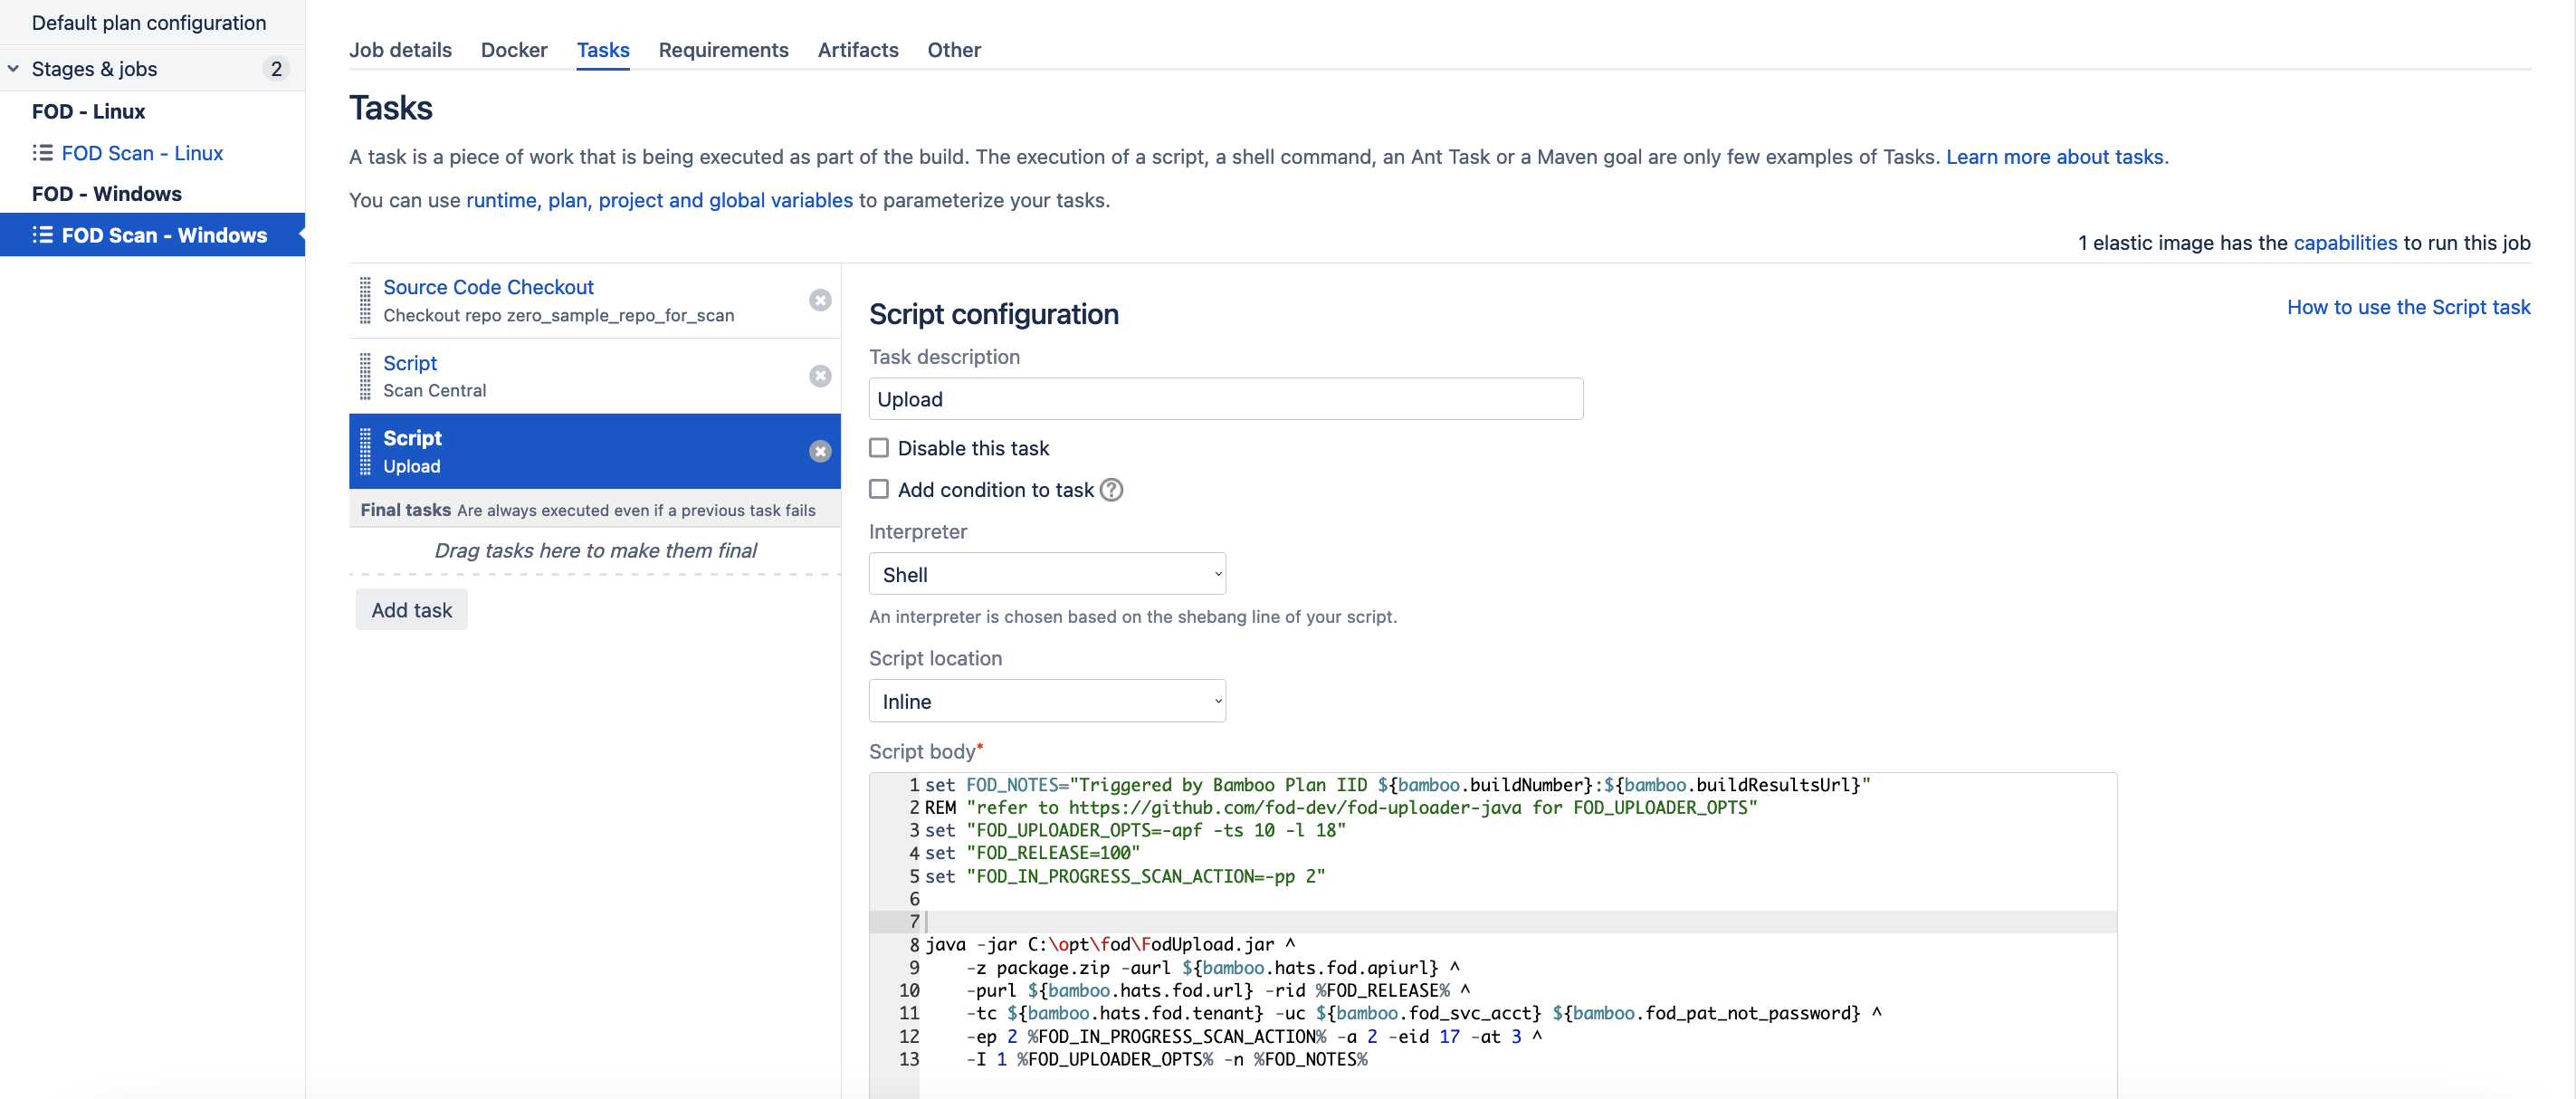 Default plan configuration
Stages & jobs 2
FOD - Linux
FOD Scan - Linux
FOD - Windows
FOD Scan - Windows
Job details Docker Tasks Requirements Artifacts Other
Tasks
A task is a piece of work that is being executed as part of the build. The execution of a script, a shell command, an Ant Task or a Maven goal are only few examples of Tasks. Learn more about tasks.
You can use runtime, plan, project and global variables to parameterize your tasks.
1 elastic image has the capabilities to run this job
Source Code Checkout
Checkout repo zero_sample_repo_for_scan
Script
Scan Central
Script
Upload
Final tasks Are always executed even if a previous task fails
Drag tasks here to make them final
Add task
Script configuration
How to use the Script task
Task description
Upload
Disable this task
Add condition to task ?
Interpreter
Shell
An interpreter is chosen based on the shebang line of your script.
Script location
Inline
Script body*
1 set FOD_NOTES="Triggered by Bamboo Plan IID ${bamboo.buildNumber}:${bamboo.buildResultsUrl}"
2 REM "refer to https://github.com/fod-dev/fod-uploader-java for FOD_UPLOADER_OPTS"
3 set "FOD_UPLOADER_OPTS=-apf -ts 10 -l 18"
4 set "FOD_RELEASE=100"
5 set "FOD_IN_PROGRESS_SCAN_ACTION=-pp 2"
6
7
8 java -jar C:\opt\fod\FodUpload.jar ^
9 -z package.zip -aurl ${bamboo.hats.fod.apiurl} ^
10 -purl ${bamboo.hats.fod.url} -rid %FOD_RELEASE% ^
11 -tc ${bamboo.hats.fod.tenant} -uc ${bamboo.fod_svc_acct} ${bamboo.fod_pat_not_password} ^
12 -ep 2 %FOD_IN_PROGRESS_SCAN_ACTION% -a 2 -eid 17 -at 3 ^
13 -I 1 %FOD_UPLOADER_OPTS% -n %FOD_NOTES%